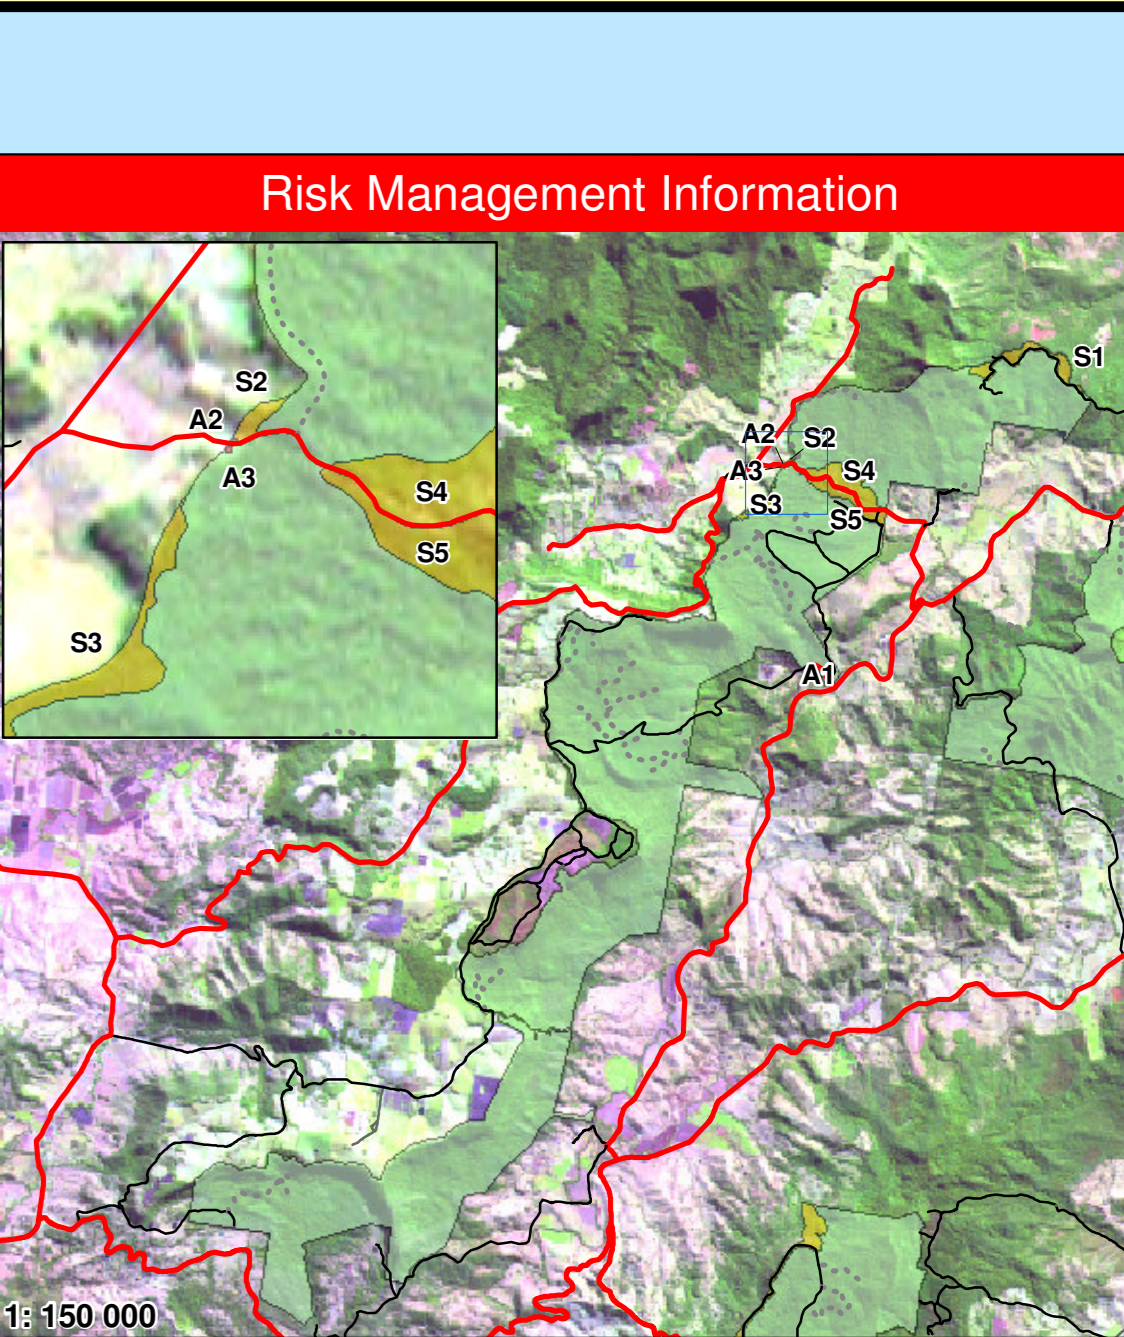 Risk Management Information
S2
A2
A3
S4
S5
S3
S1
A2
S2
A3
S4
S3
S5
A1
1: 150 000